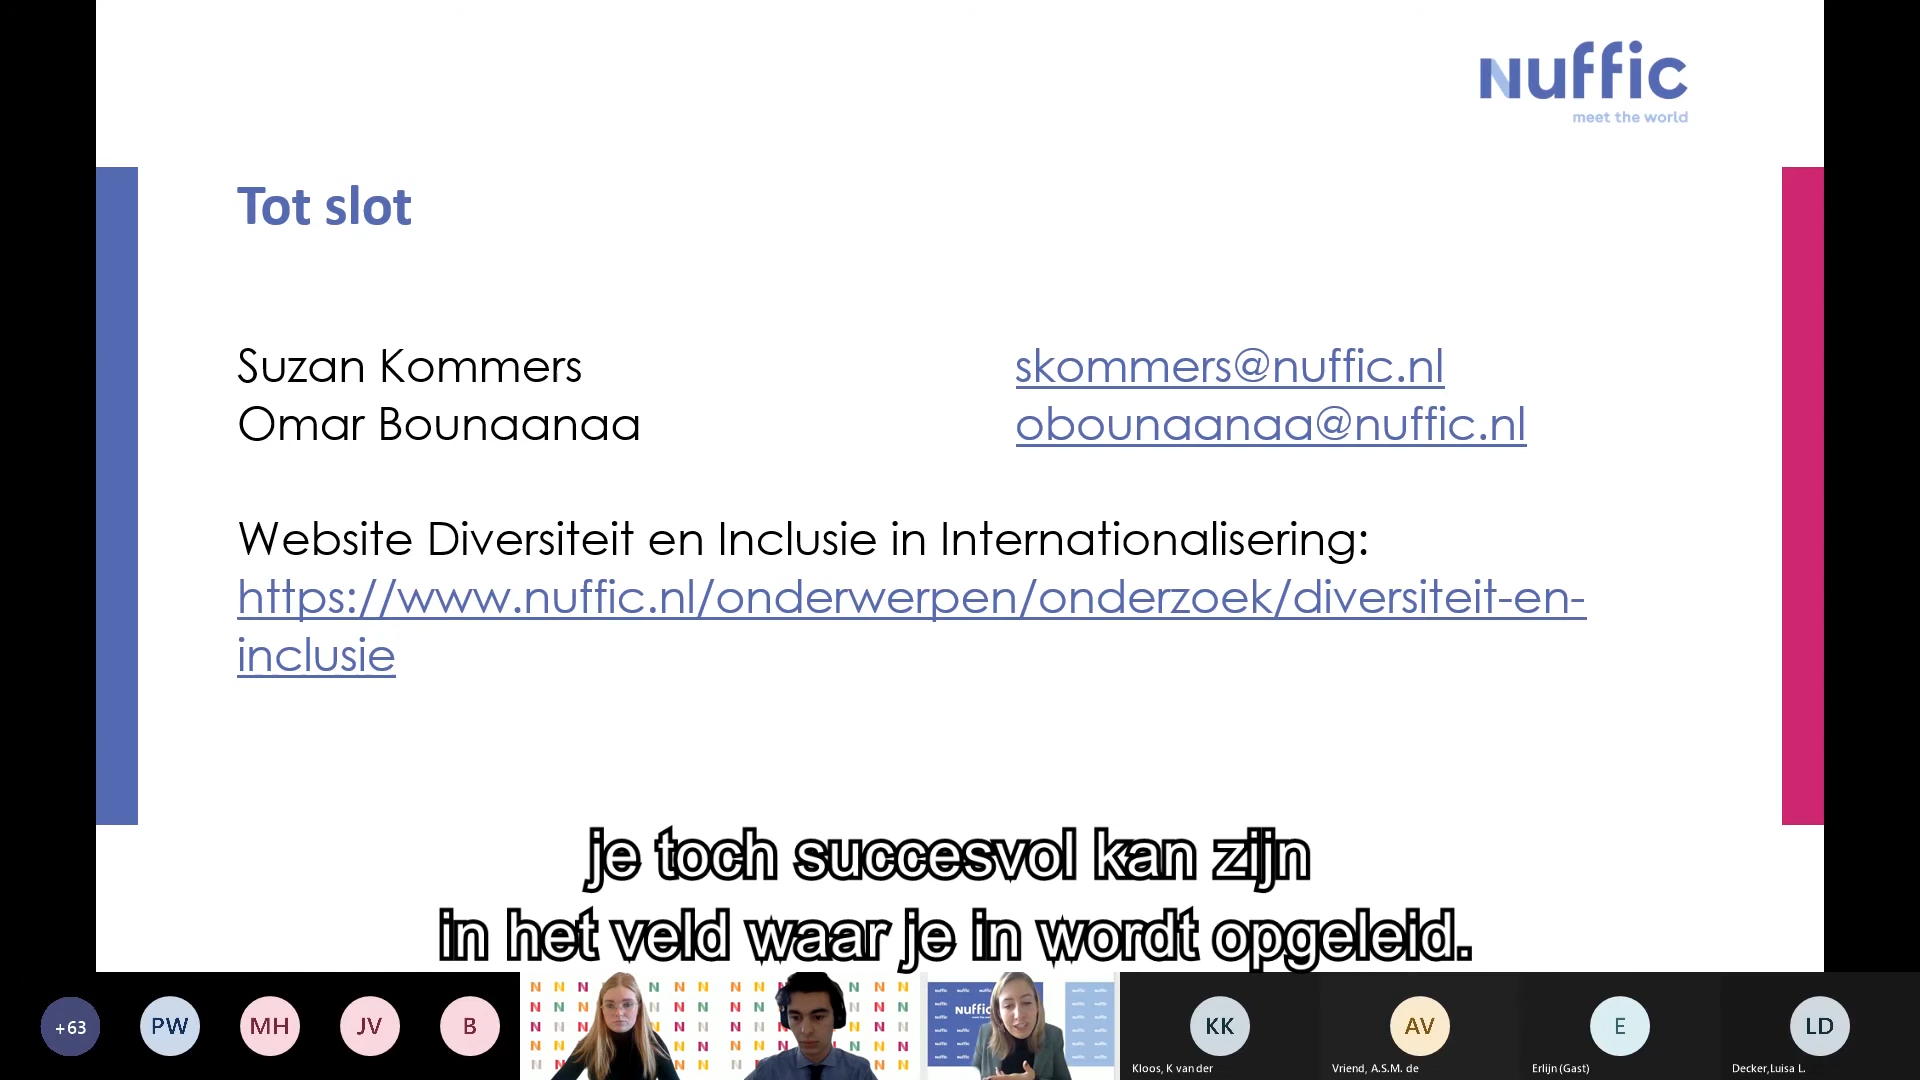 Nuffic
meet the world
Tot slot
Suzan Kommers skommers@nuffic.nl
Omar Bounaanaa obounaanaa@nuffic.nl
Website Diversiteit en Inclusie in Internationalisering:
https://www.nuffic.nl/onderwerpen/onderzoek/diversiteit-en-
inclusie
je toch succesvol kan zijn
in het veld waar je in wordt opgeleid.
+63 PW MH JV B KK AV E LD
Nuffic
Kloos, K van der Vriend, A.S.M. de Erlijn (Gast) Decker,Luisa L.